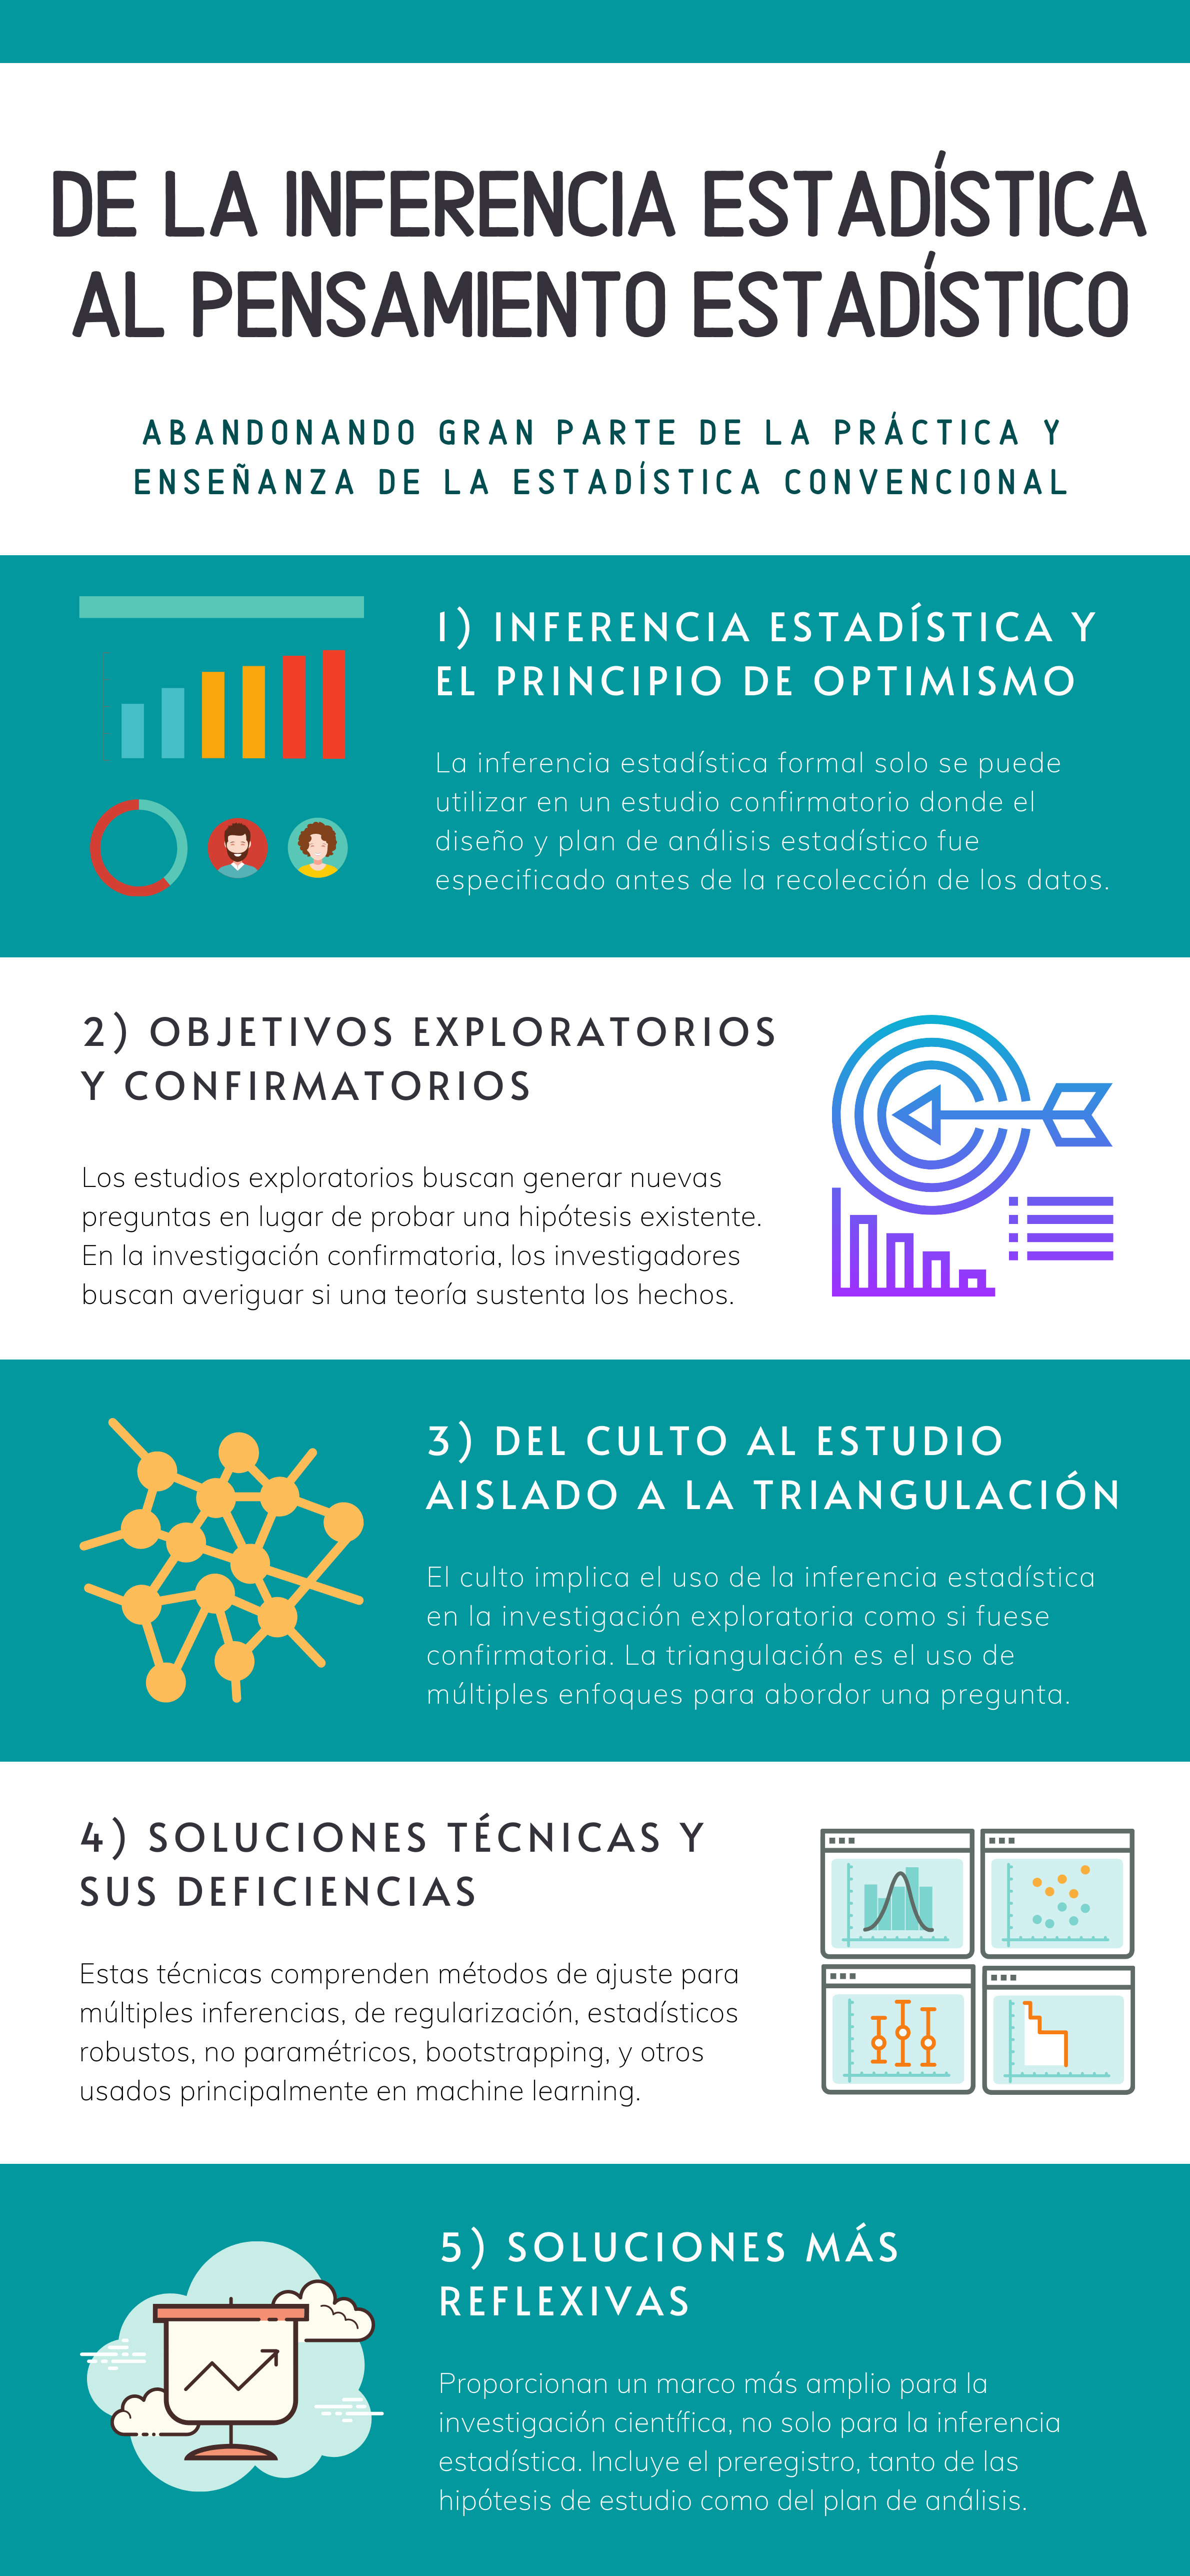 DE LA INFERENCIA ESTADÍSTICA
AL PENSAMIENTO ESTADÍSTICO
ABANDONANDO GRAN PARTE DE LA PRÁCTICA Y
ENSEÑANZA DE LA ESTADÍSTICA CONVENCIONAL
1) INFERENCIA ESTADÍSTICA Y
EL PRINCIPIO DE OPTIMISMO
La inferencia estadística formal solo se puede
utilizar en un estudio confirmatorio donde el
diseño y plan de análisis estadístico fue
especificado antes de la recolección de los datos.
2) OBJETIVOS EXPLORATORIOS
Y CONFIRMATORIOS
Los estudios exploratorios buscan generar nuevas
preguntas en lugar de probar una hipótesis existente.
En la investigación confirmatoria, los investigadores
buscan averiguar si una teoría sustenta los hechos.
3) DEL CULTO AL ESTUDIO
AISLADO A LA TRIANGULACIÓN
El culto implica el uso de la inferencia estadística
en la investigación exploratoria como si fuese
confirmatoria. La triangulación es el uso de
múltiples enfoques para abordor una pregunta.
4) SOLUCIONES TÉCNICAS Y
SUS DEFICIENCIAS
Estas técnicas comprenden métodos de ajuste para
múltiples inferencias, de regularización, estadísticos
robustos, no paramétricos, bootstrapping, y otros
usados principalmente en machine learning.
5) SOLUCIONES MÁS
REFLEXIVAS
Proporcionan un marco más amplio para la
investigación científica, no solo para la inferencia
estadística. Incluye el preregistro, tanto de las
hipótesis de estudio como del plan de análisis.